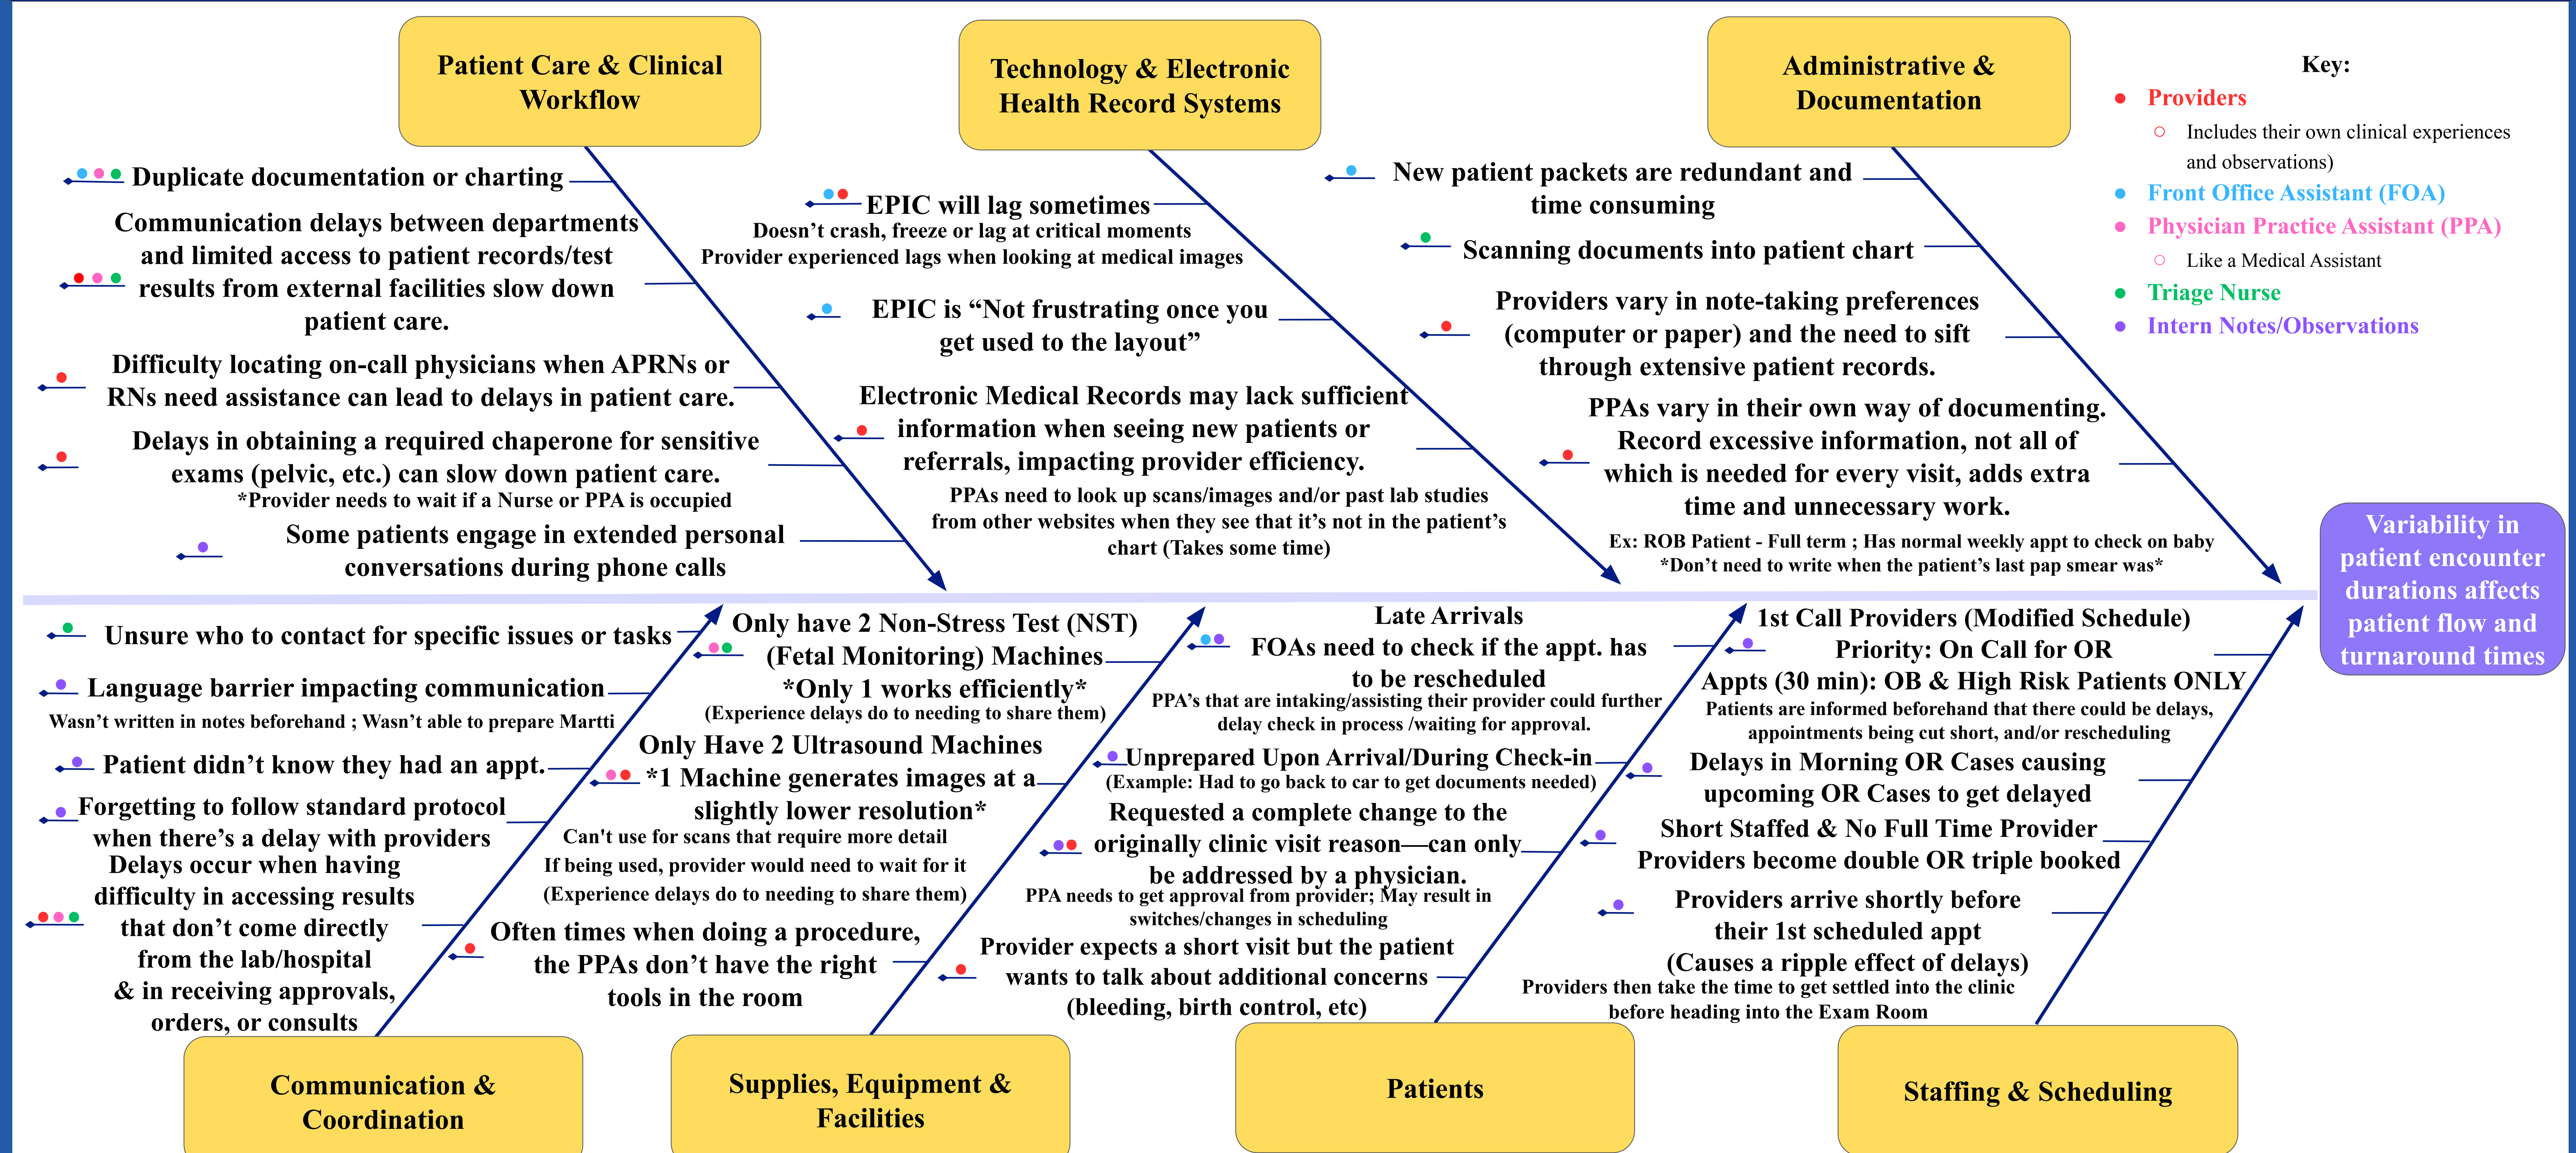 Patient Care & Clinical
Workflow
Technology & Electronic
Health Record Systems
Administrative &
Documentation
Key:
Providers
Includes their own clinical experiences
and observations)
Front Office Assistant (FOA)
Physician Practice Assistant (PPA)
Like a Medical Assistant
Triage Nurse
Intern Notes/Observations
Duplicate documentation or charting
Communication delays between departments
and limited access to patient records/test
results from external facilities slow down
patient care.
Difficulty locating on-call physicians when APRNs or
RNs need assistance can lead to delays in patient care.
Delays in obtaining a required chaperone for sensitive
exams (pelvic, etc.) can slow down patient care.
*Provider needs to wait if a Nurse or PPA is occupied
Some patients engage in extended personal
conversations during phone calls
EPIC will lag sometimes
Doesn't crash, freeze or lag at critical moments
Provider experienced lags when looking at medical images
EPIC is “Not frustrating once you
get used to the layout”
Electronic Medical Records may lack sufficient
information when seeing new patients or
referrals, impacting provider efficiency.
PPAs need to look up scans/images and/or past lab studies
from other websites when they see that it’s not in the patient’s
chart (Takes some time)
New patient packets are redundant and
time consuming
Scanning documents into patient chart
Providers vary in note-taking preferences
(computer or paper) and the need to sift
through extensive patient records.
PPAs vary in their own way of documenting.
Record excessive information, not all of
which is needed for every visit, adds extra
time and unnecessary work.
Ex: ROB Patient - Full term ; Has normal weekly appt to check on baby
*Don’t need to write when the patient’s last pap smear was*
Variability in
patient encounter
durations affects
patient flow and
turnaround times
Unsure who to contact for specific issues or tasks
Language barrier impacting communication
Wasn’t written in notes beforehand ; Wasn’t able to prepare Martti
Patient didn’t know they had an appt.
Forgetting to follow standard protocol
when there’s a delay with providers
Delays occur when having
difficulty in accessing results
that don’t come directly
from the lab/hospital
& in receiving approvals,
orders, or consults
Only have 2 Non-Stress Test (NST)
(Fetal Monitoring) Machines
*Only 1 works efficiently*
(Experience delays do to needing to share them)
Only Have 2 Ultrasound Machines
*1 Machine generates images at a
slightly lower resolution*
Can't use for scans that require more detail
If being used, provider would need to wait for it
(Experience delays do to needing to share them)
Often times when doing a procedure,
the PPAs don’t have the right
tools in the room
Late Arrivals
FOAs need to check if the appt. has
to be rescheduled
PPA’s that are intaking/assisting their provider could further
delay check in process /waiting for approval.
Unprepared Upon Arrival/During Check-in
(Example: Had to go back to car to get documents needed)
Requested a complete change to the
originally clinic visit reason—can only
be addressed by a physician.
PPA needs to get approval from provider; May result in
switches/changes in scheduling
Provider expects a short visit but the patient
wants to talk about additional concerns
(bleeding, birth control, etc)
1st Call Providers (Modified Schedule)
Priority: On Call for OR
Appts (30 min): OB & High Risk Patients ONLY
Patients are informed beforehand that there could be delays,
appointments being cut short, and/or rescheduling
Delays in Morning OR Cases causing
upcoming OR Cases to get delayed
Short Staffed & No Full Time Provider
Providers become double OR triple booked
Providers arrive shortly before
their 1st scheduled appt
(Causes a ripple effect of delays)
Providers then take the time to get settled into the clinic
before heading into the Exam Room
Communication &
Coordination
Supplies, Equipment &
Facilities
Patients
Staffing & Scheduling